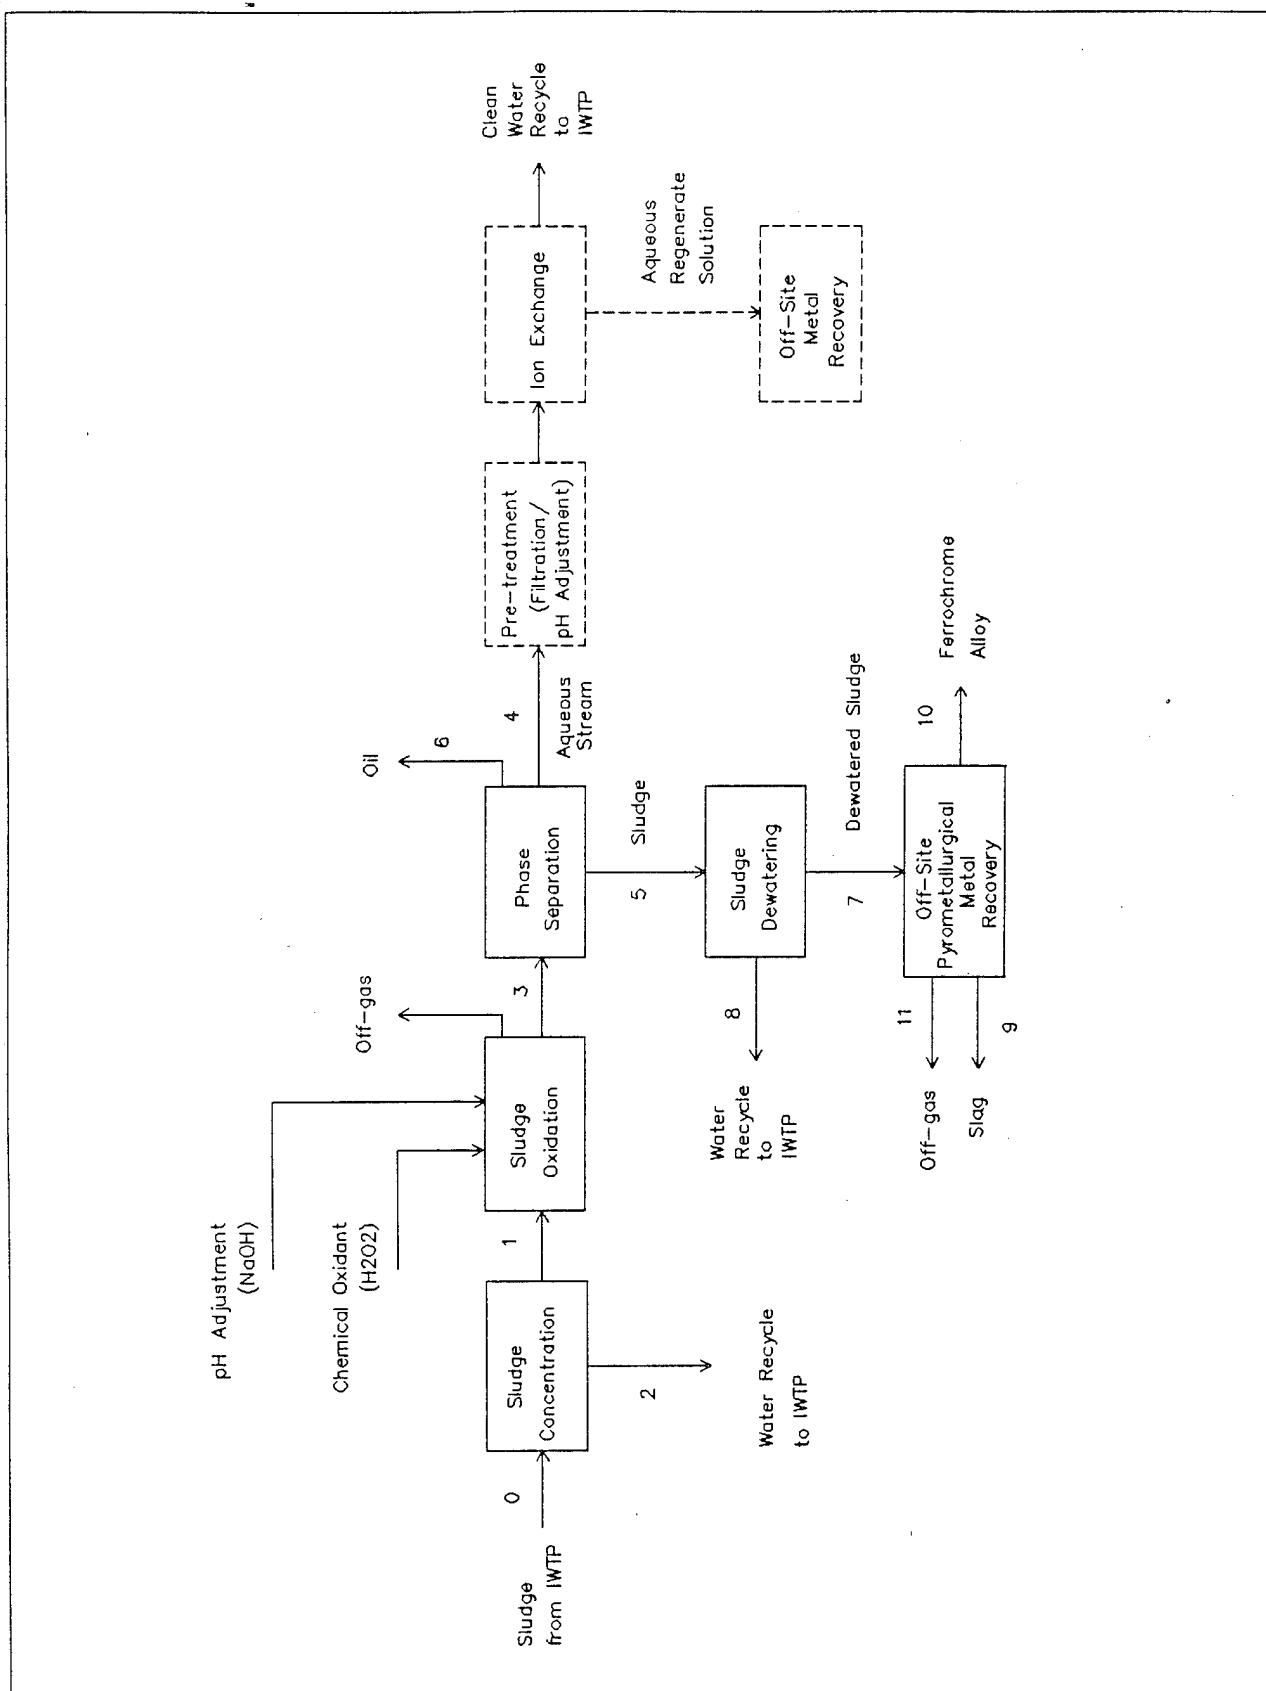 pH Adjustment
(NaOH)
Chemical Oxidant
(H2O2)
Sludge
from IWTP
0
Sludge
Concentration
2
Water Recycle
to IWTP
1
Sludge
Oxidation
Off-gas
3
Phase
Separation
Oil
6
4
Aqueous
Stream
Pre-treatment
(Filtration/
pH Adjustment)
Ion Exchange
Clean
Water
Recycle
to
IWTP
Aqueous
Regenerate
Solution
Off-Site
Metal
Recovery
5
Sludge
Sludge
Dewatering
8
Water
Recycle
to
IWTP
7
Dewatered Sludge
Off-Site
Pyrometallurgical
Metal
Recovery
11
Off-gas
9
Slag
10
Ferrochrome
Alloy